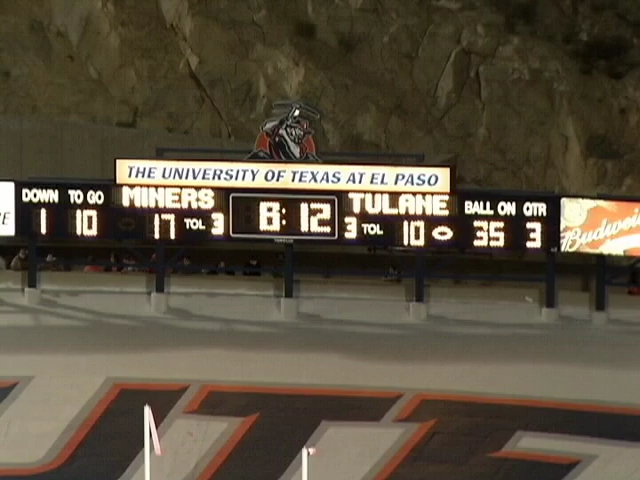 THE UNIVERSITY OF TEXAS AT EL PASO
DOWN TO GO MINERS TULANE BALL ON QTR
1 10 17 TOL 3 8:12 3 TOL 10 35 3
Budweiser
UTE